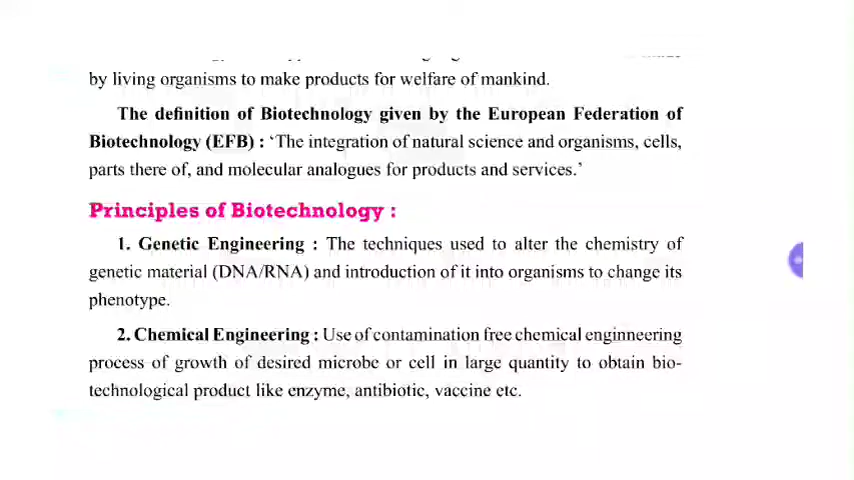 by living organisms to make products for welfare of mankind.
The definition of Biotechnology given by the European Federation of
Biotechnology (EFB) : ‘The integration of natural science and organisms, cells,
parts there of, and molecular analogues for products and services.’
Principles of Biotechnology :
1. Genetic Engineering : The techniques used to alter the chemistry of
genetic material (DNA/RNA) and introduction of it into organisms to change its
phenotype.
2. Chemical Engineering : Use of contamination free chemical enginneering
process of growth of desired microbe or cell in large quantity to obtain bio-
technological product like enzyme, antibiotic, vaccine etc.